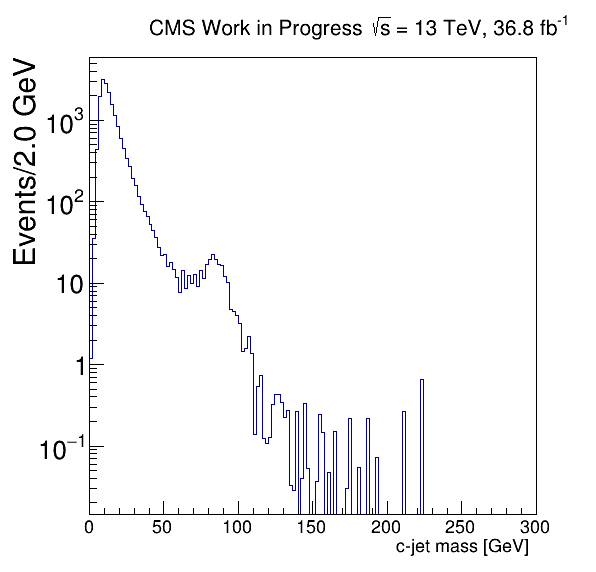 CMS Work in Progress √s = 13 TeV, 36.8 fb⁻¹
Events/2.0 GeV
10³
10²
10
1
10⁻¹
0 50 100 150 200 250 300
c-jet mass [GeV]